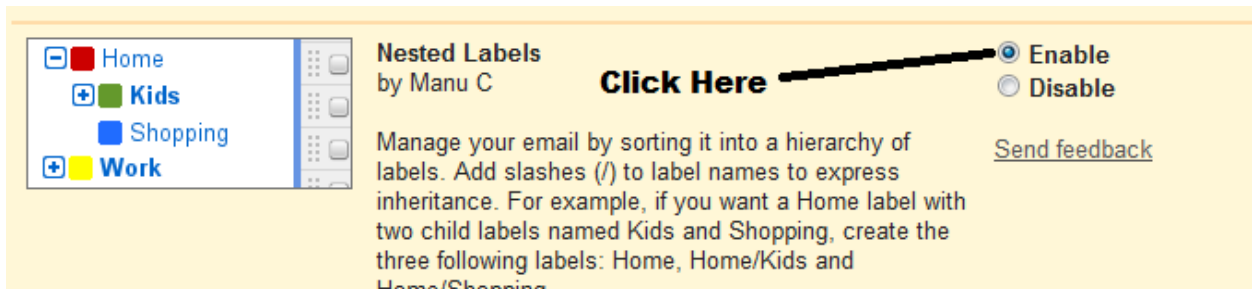 Home
Kids
Shopping
Work
Nested Labels
by Manu C
Click Here
Enable
Disable
Manage your email by sorting it into a hierarchy of
labels. Add slashes (/) to label names to express
inheritance. For example, if you want a Home label with
two child labels named Kids and Shopping, create the
three following labels: Home, Home/Kids and
Home/Shopping
Send feedback